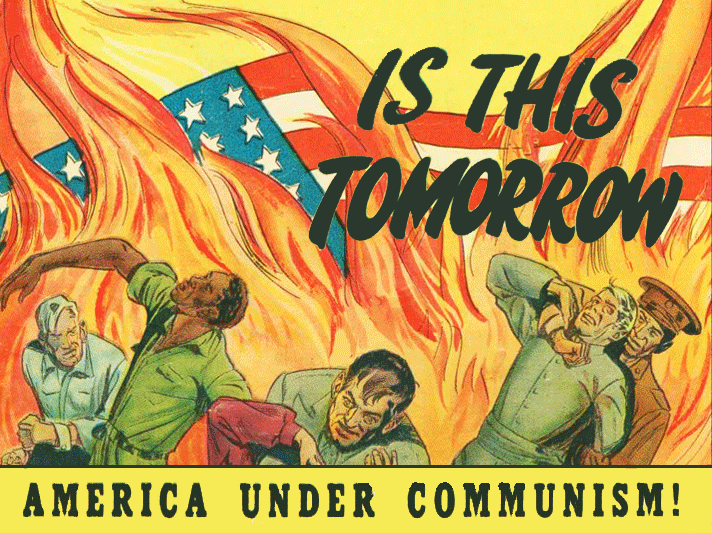 IS THIS
TOMORROW
AMERICA UNDER COMMUNISM!